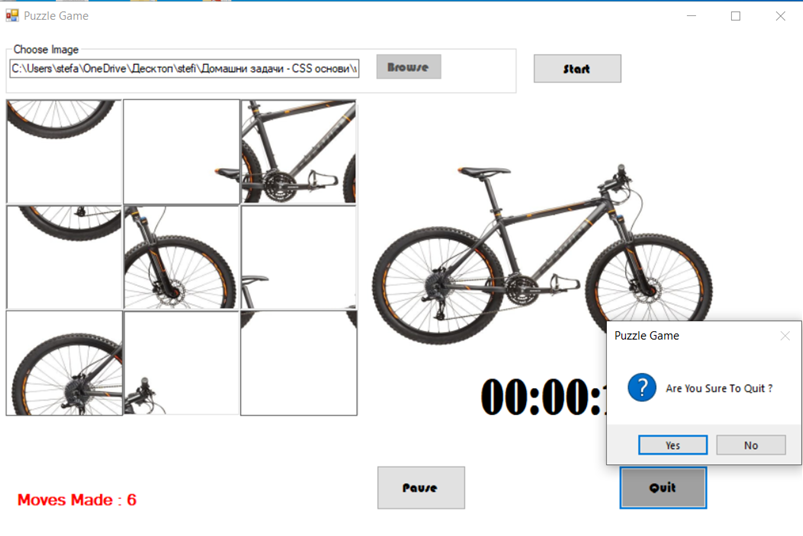 Puzzle Game
Choose Image
C:\Users\stefa\OneDrive\Десктоп\stefi\Домашни задачи - CSS основи\
Browse
Start
Puzzle Game
Are You Sure To Quit ?
Yes
No
00:00:
Pause
Quit
Moves Made : 6